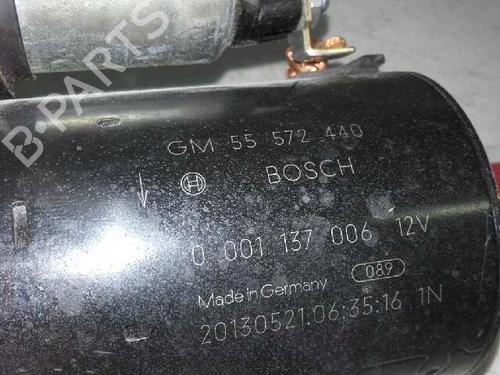 B-PARTS
GM 55 572 440
BOSCH
0 001 137 006 12V
089
Made in Germany
20130521.06:35:16 1N